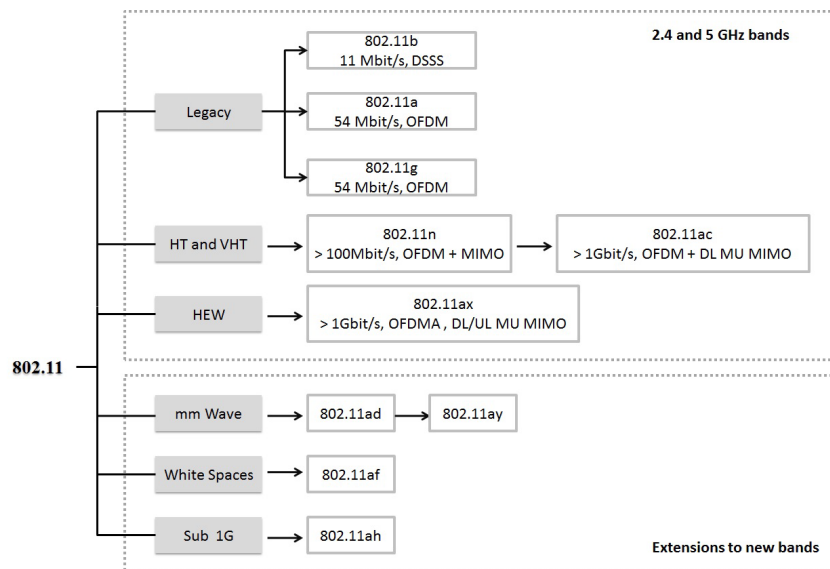 2.4 and 5 GHz bands
802.11b
11 Mbit/s, DSSS
Legacy
802.11a
54 Mbit/s, OFDM
802.11g
54 Mbit/s, OFDM
HT and VHT
802.11n
> 100Mbit/s, OFDM + MIMO
802.11ac
> 1Gbit/s, OFDM + DL MU MIMO
HEW
802.11ax
> 1Gbit/s, OFDMA , DL/UL MU MIMO
802.11
mm Wave
802.11ad
802.11ay
White Spaces
802.11af
Sub 1G
802.11ah
Extensions to new bands